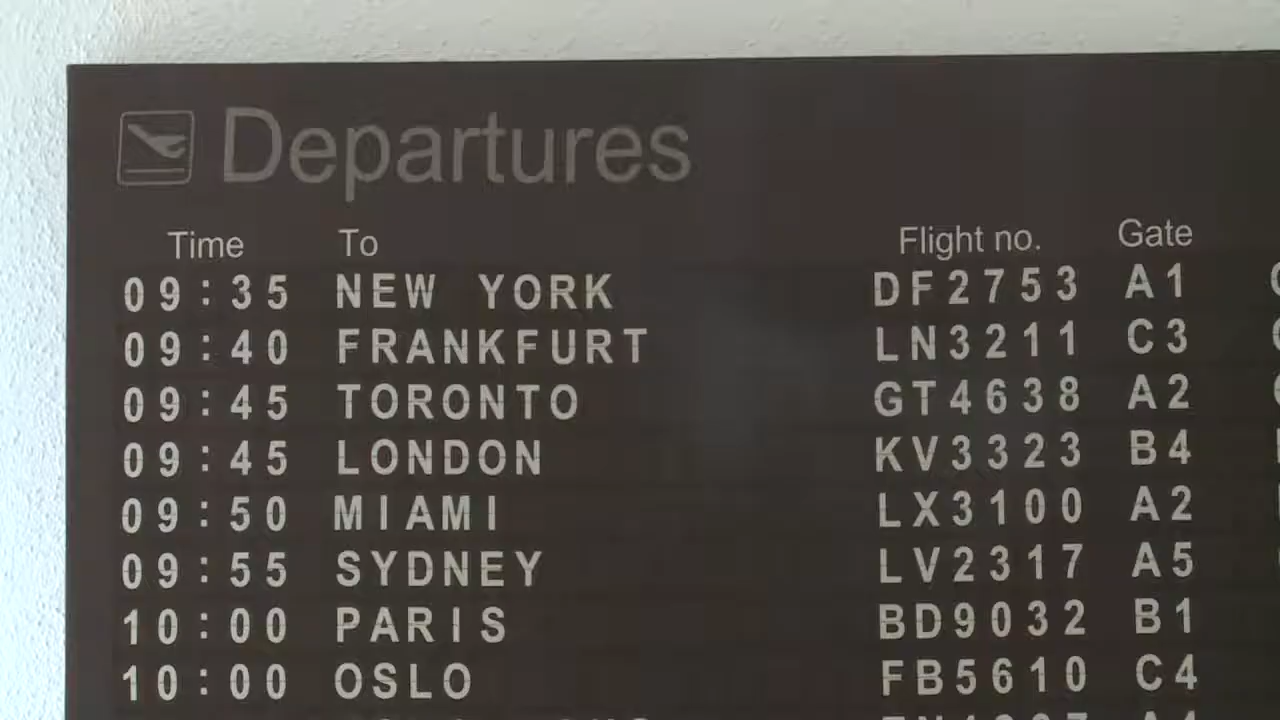 Departures
Time To Flight no. Gate
09:35 NEW YORK DF2753 A1
09:40 FRANKFURT LN3211 C3
09:45 TORONTO GT4638 A2
09:45 LONDON KV3323 B4
09:50 MIAMI LX3100 A2
09:55 SYDNEY LV2317 A5
10:00 PARIS BD9032 B1
10:00 OSLO FB5610 C4